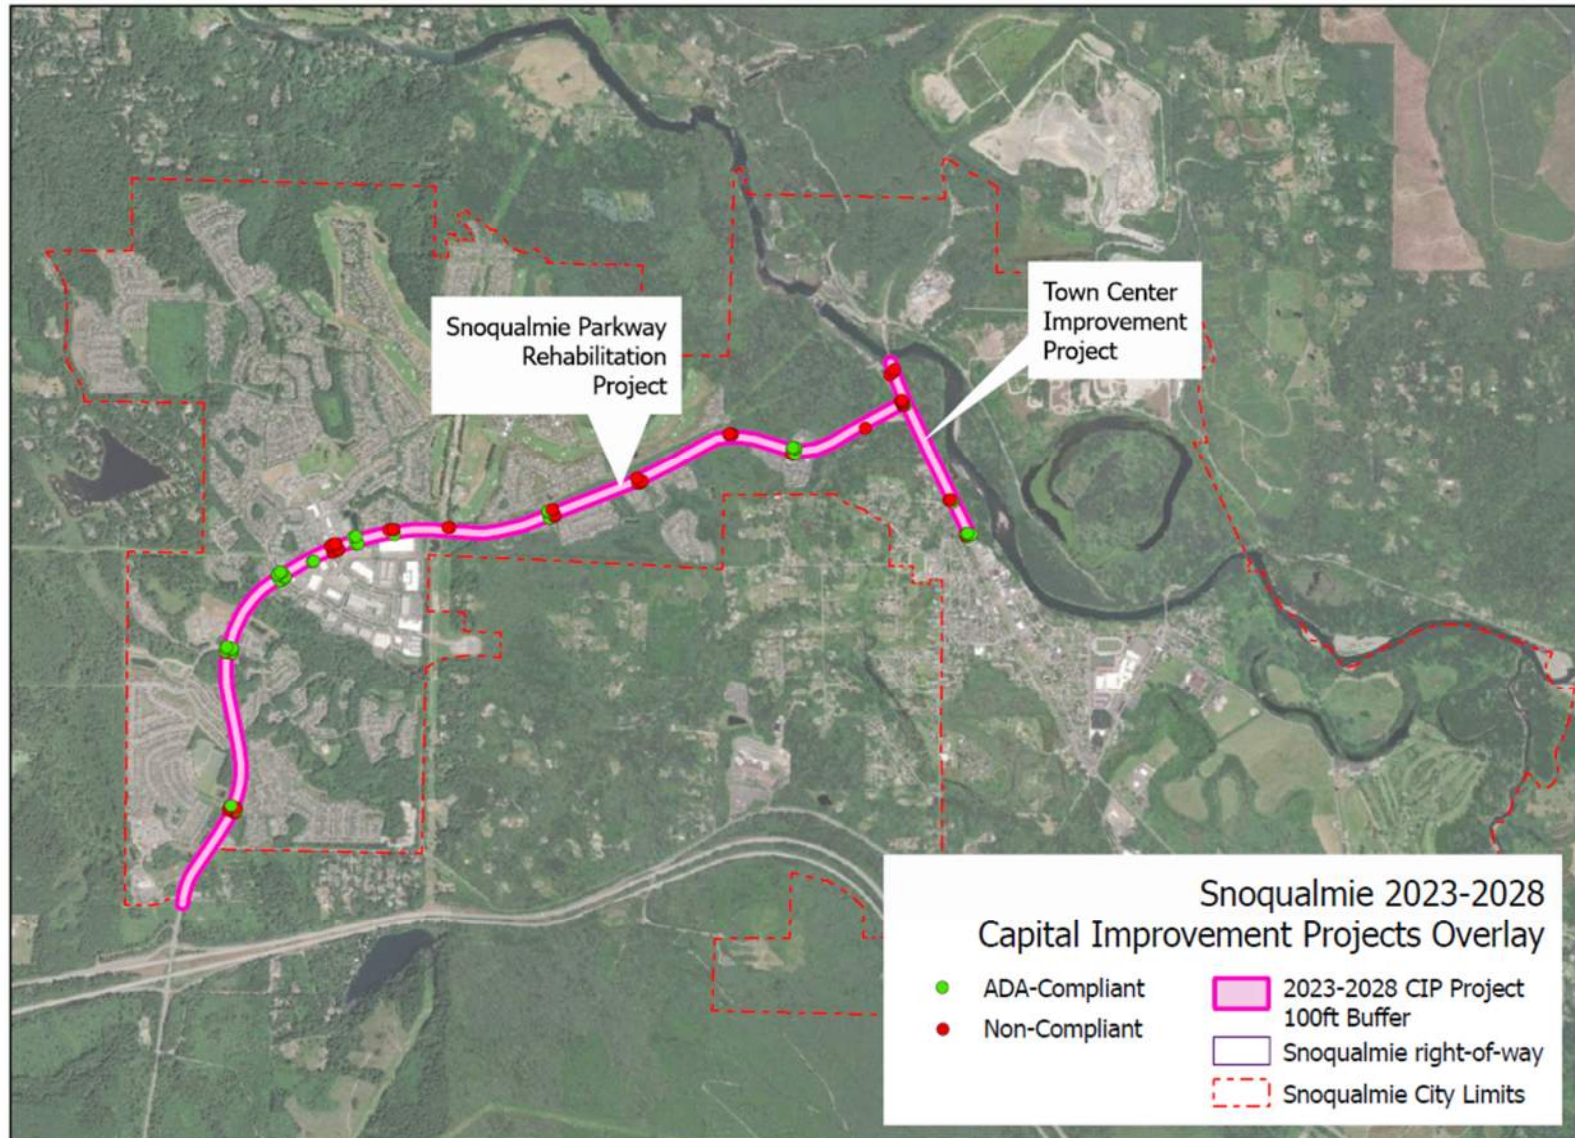 Snoqualmie Parkway
Rehabilitation
Project
Town Center
Improvement
Project
Snoqualmie 2023-2028
Capital Improvement Projects Overlay
ADA-Compliant
Non-Compliant
2023-2028 CIP Project
100ft Buffer
Snoqualmie right-of-way
Snoqualmie City Limits